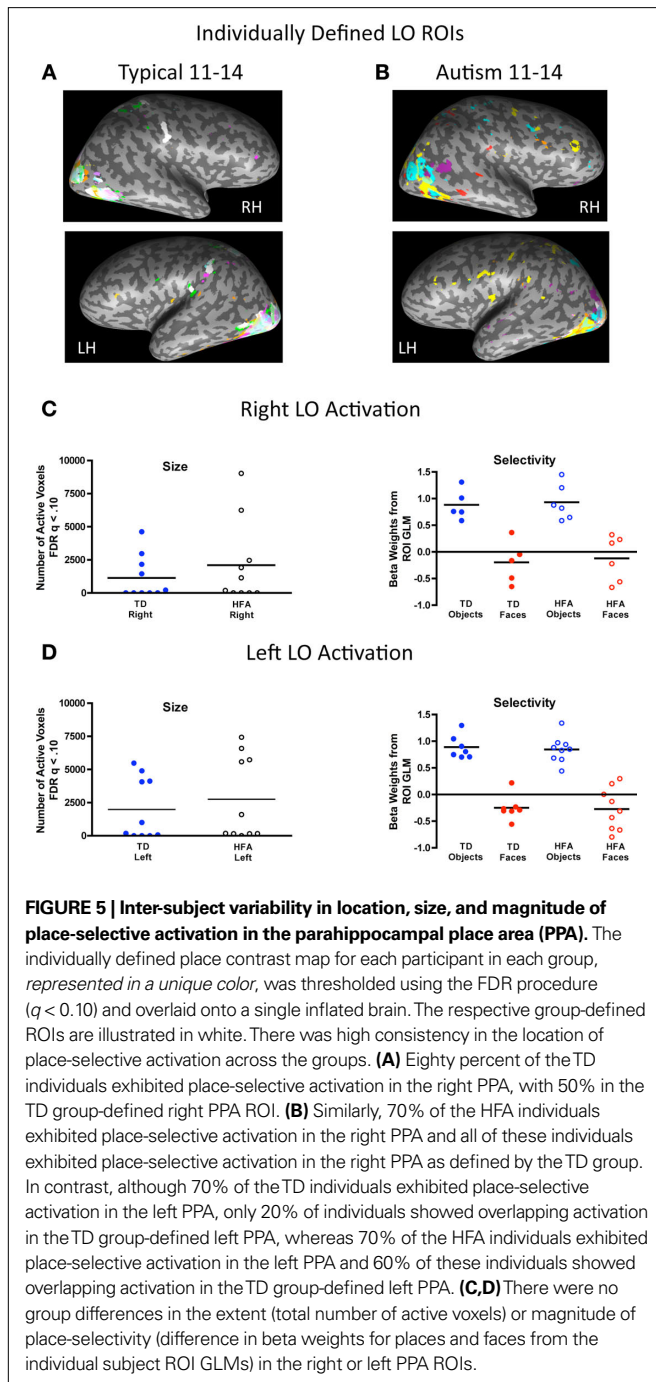 Individually Defined LO ROIs
A Typical 11-14
B Autism 11-14
RH
RH
LH
LH
C Right LO Activation
Size
Number of Active Voxels
FDR q < .10
10000
7500
5000
2500
0
TD
Right
HFA
Right
Selectivity
Beta Weights from
ROI GLM
1.5
1.0
0.5
0.0
-0.5
-1.0
TD
Objects
TD
Faces
HFA
Objects
HFA
Faces
D Left LO Activation
Size
Number of Active Voxels
FDR q < .10
10000
7500
5000
2500
0
TD
Left
HFA
Left
Selectivity
Beta Weights from
ROI GLM
1.5
1.0
0.5
0.0
-0.5
-1.0
TD
Objects
TD
Faces
HFA
Objects
HFA
Faces
FIGURE 5 | Inter-subject variability in location, size, and magnitude of
place-selective activation in the parahippocampal place area (PPA). The
individually defined place contrast map for each participant in each group,
represented in a unique color, was thresholded using the FDR procedure
(q < 0.10) and overlaid onto a single inflated brain. The respective group-defined
ROIs are illustrated in white. There was high consistency in the location of
place-selective activation across the groups. (A) Eighty percent of the TD
individuals exhibited place-selective activation in the right PPA, with 50% in the
TD group-defined right PPA ROI. (B) Similarly, 70% of the HFA individuals
exhibited place-selective activation in the right PPA and all of these individuals
exhibited place-selective activation in the right PPA as defined by the TD group.
In contrast, although 70% of the TD individuals exhibited place-selective
activation in the left PPA, only 20% of individuals showed overlapping activation
in the TD group-defined left PPA, whereas 70% of the HFA individuals exhibited
place-selective activation in the left PPA and 60% of these individuals showed
overlapping activation in the TD group-defined left PPA. (C,D) There were no
group differences in the extent (total number of active voxels) or magnitude of
place-selectivity (difference in beta weights for places and faces from the
individual subject ROI GLMs) in the right or left PPA ROIs.